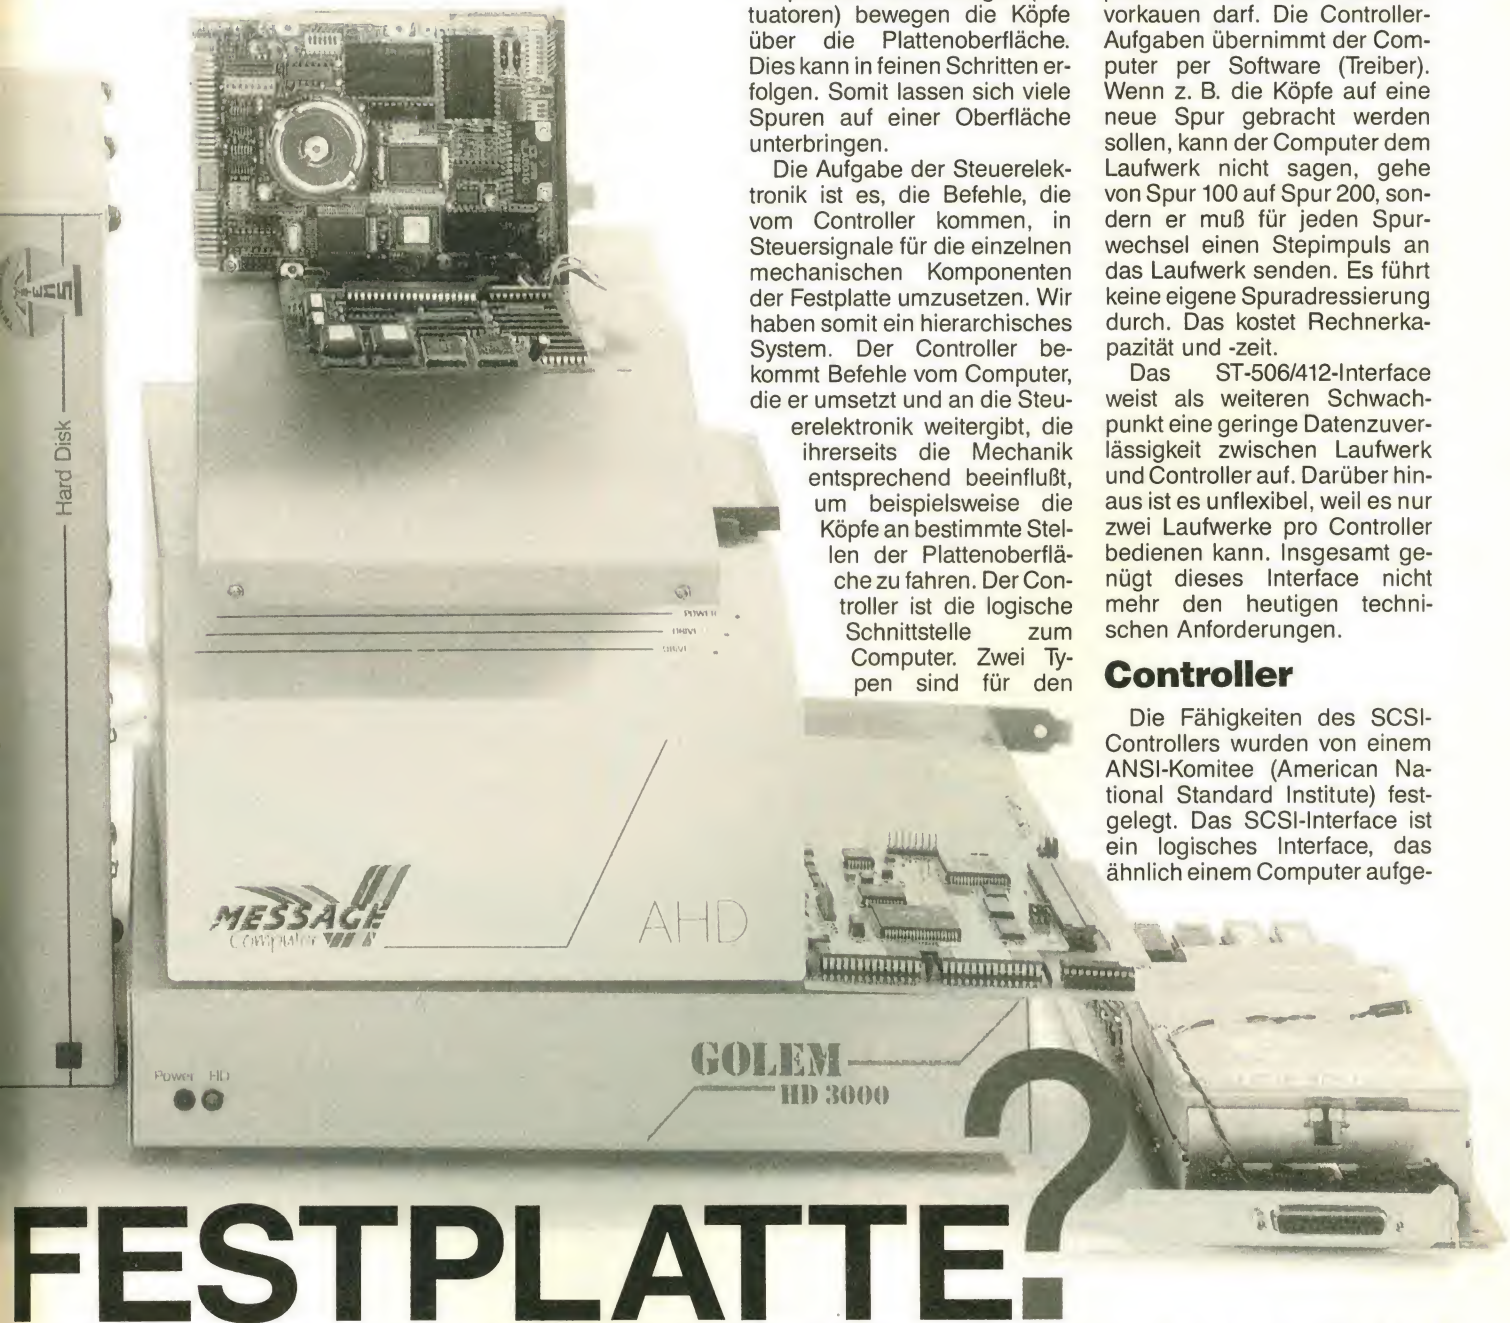 tuatoren) bewegen die Köpfe
über die Plattenoberfläche.
Dies kann in feinen Schritten er-
folgen. Somit lassen sich viele
Spuren auf einer Oberfläche
unterbringen.
Die Aufgabe der Steuerelek-
tronik ist es, die Befehle, die
vom Controller kommen, in
Steuersignale für die einzelnen
mechanischen Komponenten
der Festplatte umzusetzen. Wir
haben somit ein hierarchisches
System. Der Controller be-
kommt Befehle vom Computer,
die er umsetzt und an die Steu-
erelektronik weitergibt, die
ihrerseits die Mechanik
entsprechend beeinflußt,
um beispielsweise die
Köpfe an bestimmte Stel-
len der Plattenoberflä-
che zu fahren. Der Con-
troller ist die logische
Schnittstelle zum
Computer. Zwei Ty-
pen sind für den
vorkauen darf. Die Controller-
Aufgaben übernimmt der Com-
puter per Software (Treiber).
Wenn z. B. die Köpfe auf eine
neue Spur gebracht werden
sollen, kann der Computer dem
Laufwerk nicht sagen, gehe
von Spur 100 auf Spur 200, son-
dern er muß für jeden Spur-
wechsel einen Stepimpuls an
das Laufwerk senden. Es führt
keine eigene Spuradressierung
durch. Das kostet Rechnerka-
pazität und -zeit.
Das ST-506/412-Interface
weist als weiteren Schwach-
punkt eine geringe Datenzuver-
lässigkeit zwischen Laufwerk
und Controller auf. Darüber hin-
aus ist es unflexibel, weil es nur
zwei Laufwerke pro Controller
bedienen kann. Insgesamt ge-
nügt dieses Interface nicht
mehr den heutigen techni-
schen Anforderungen.
Controller
Die Fähigkeiten des SCSI-
Controllers wurden von einem
ANSI-Komitee (American Na-
tional Standard Institute) fest-
gelegt. Das SCSI-Interface ist
ein logisches Interface, das
ähnlich einem Computer aufge-
Hard Disk
POWER
MESSAGE
Computer
AHD
Power HD
GOLEM
HD 3000
FESTPLATTE?